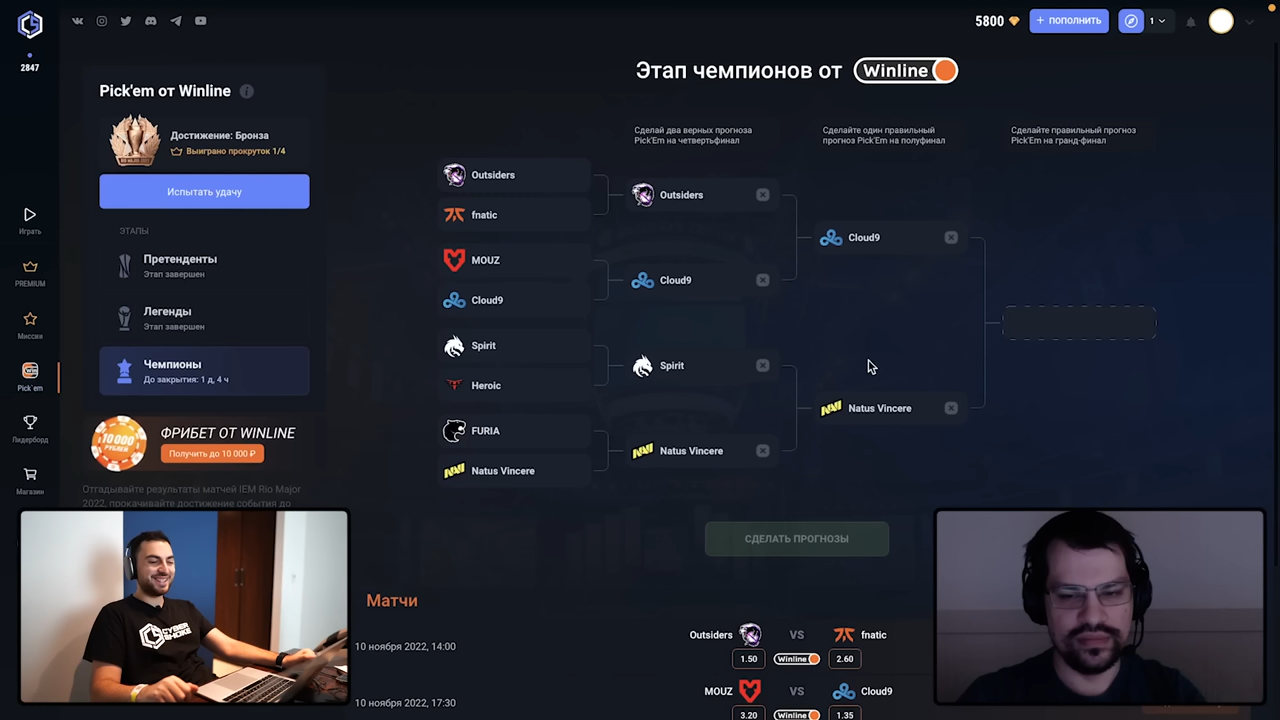 5800
+ ПОПОЛНИТЬ
1
2847
Играть
PREMIUM
Миссии
Pick'em
Лидерборд
Магазин
Pick'em от Winline
Достижение: Бронза
Выиграно прокруток 1/4
Испытать удачу
ЭТАПЫ
Претенденты
Этап завершен
Легенды
Этап завершен
Чемпионы
До закрытия: 1 д, 4 ч
10 000
РУБЛЕЙ
ФРИБЕТ ОТ WINLINE
Получить до 10 000 ₽
Отгадывайте результаты матчей IEM Rio Major
2022, прокачивайте достижение события до
Этап чемпионов от Winline
Сделай два верных прогноза
Pick'Em на четвертьфинал
Сделайте один правильный
прогноз Pick'Em на полуфинал
Сделайте правильный прогноз
Pick'Em на гранд-финал
Outsiders
fnatic
MOUZ
Cloud9
Spirit
Heroic
FURIA
Natus Vincere
Outsiders
Cloud9
Spirit
Natus Vincere
Cloud9
Natus Vincere
СДЕЛАТЬ ПРОГНОЗЫ
Матчи
10 ноября 2022, 14:00
Outsiders VS fnatic
1.50 Winline 2.60
10 ноября 2022, 17:30
MOUZ VS Cloud9
3.20 Winline 1.35
CYBER
SHOKE